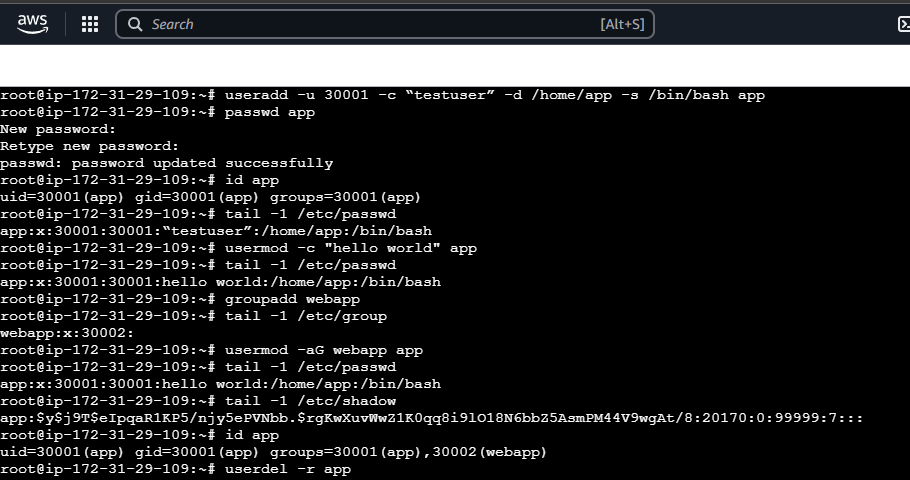 aws
Search [Alt+S]
root@ip-172-31-29-109:~# useradd -u 30001 -c “testuser” -d /home/app -s /bin/bash app
root@ip-172-31-29-109:~# passwd app
New password:
Retype new password:
passwd: password updated successfully
root@ip-172-31-29-109:~# id app
uid=30001(app) gid=30001(app) groups=30001(app)
root@ip-172-31-29-109:~# tail -1 /etc/passwd
app:x:30001:30001:“testuser”:/home/app:/bin/bash
root@ip-172-31-29-109:~# usermod -c "hello world" app
root@ip-172-31-29-109:~# tail -1 /etc/passwd
app:x:30001:30001:hello world:/home/app:/bin/bash
root@ip-172-31-29-109:~# groupadd webapp
root@ip-172-31-29-109:~# tail -1 /etc/group
webapp:x:30002:
root@ip-172-31-29-109:~# usermod -aG webapp app
root@ip-172-31-29-109:~# tail -1 /etc/passwd
app:x:30001:30001:hello world:/home/app:/bin/bash
root@ip-172-31-29-109:~# tail -1 /etc/shadow
app:$y$j9T$eIpqaR1KP5/njy5ePVNbb.$rgKwXuvWwZ1K0qq8i9lO18N6bbZ5AsmPM44V9wgAt/8:20170:0:99999:7:::
root@ip-172-31-29-109:~# id app
uid=30001(app) gid=30001(app) groups=30001(app),30002(webapp)
root@ip-172-31-29-109:~# userdel -r app